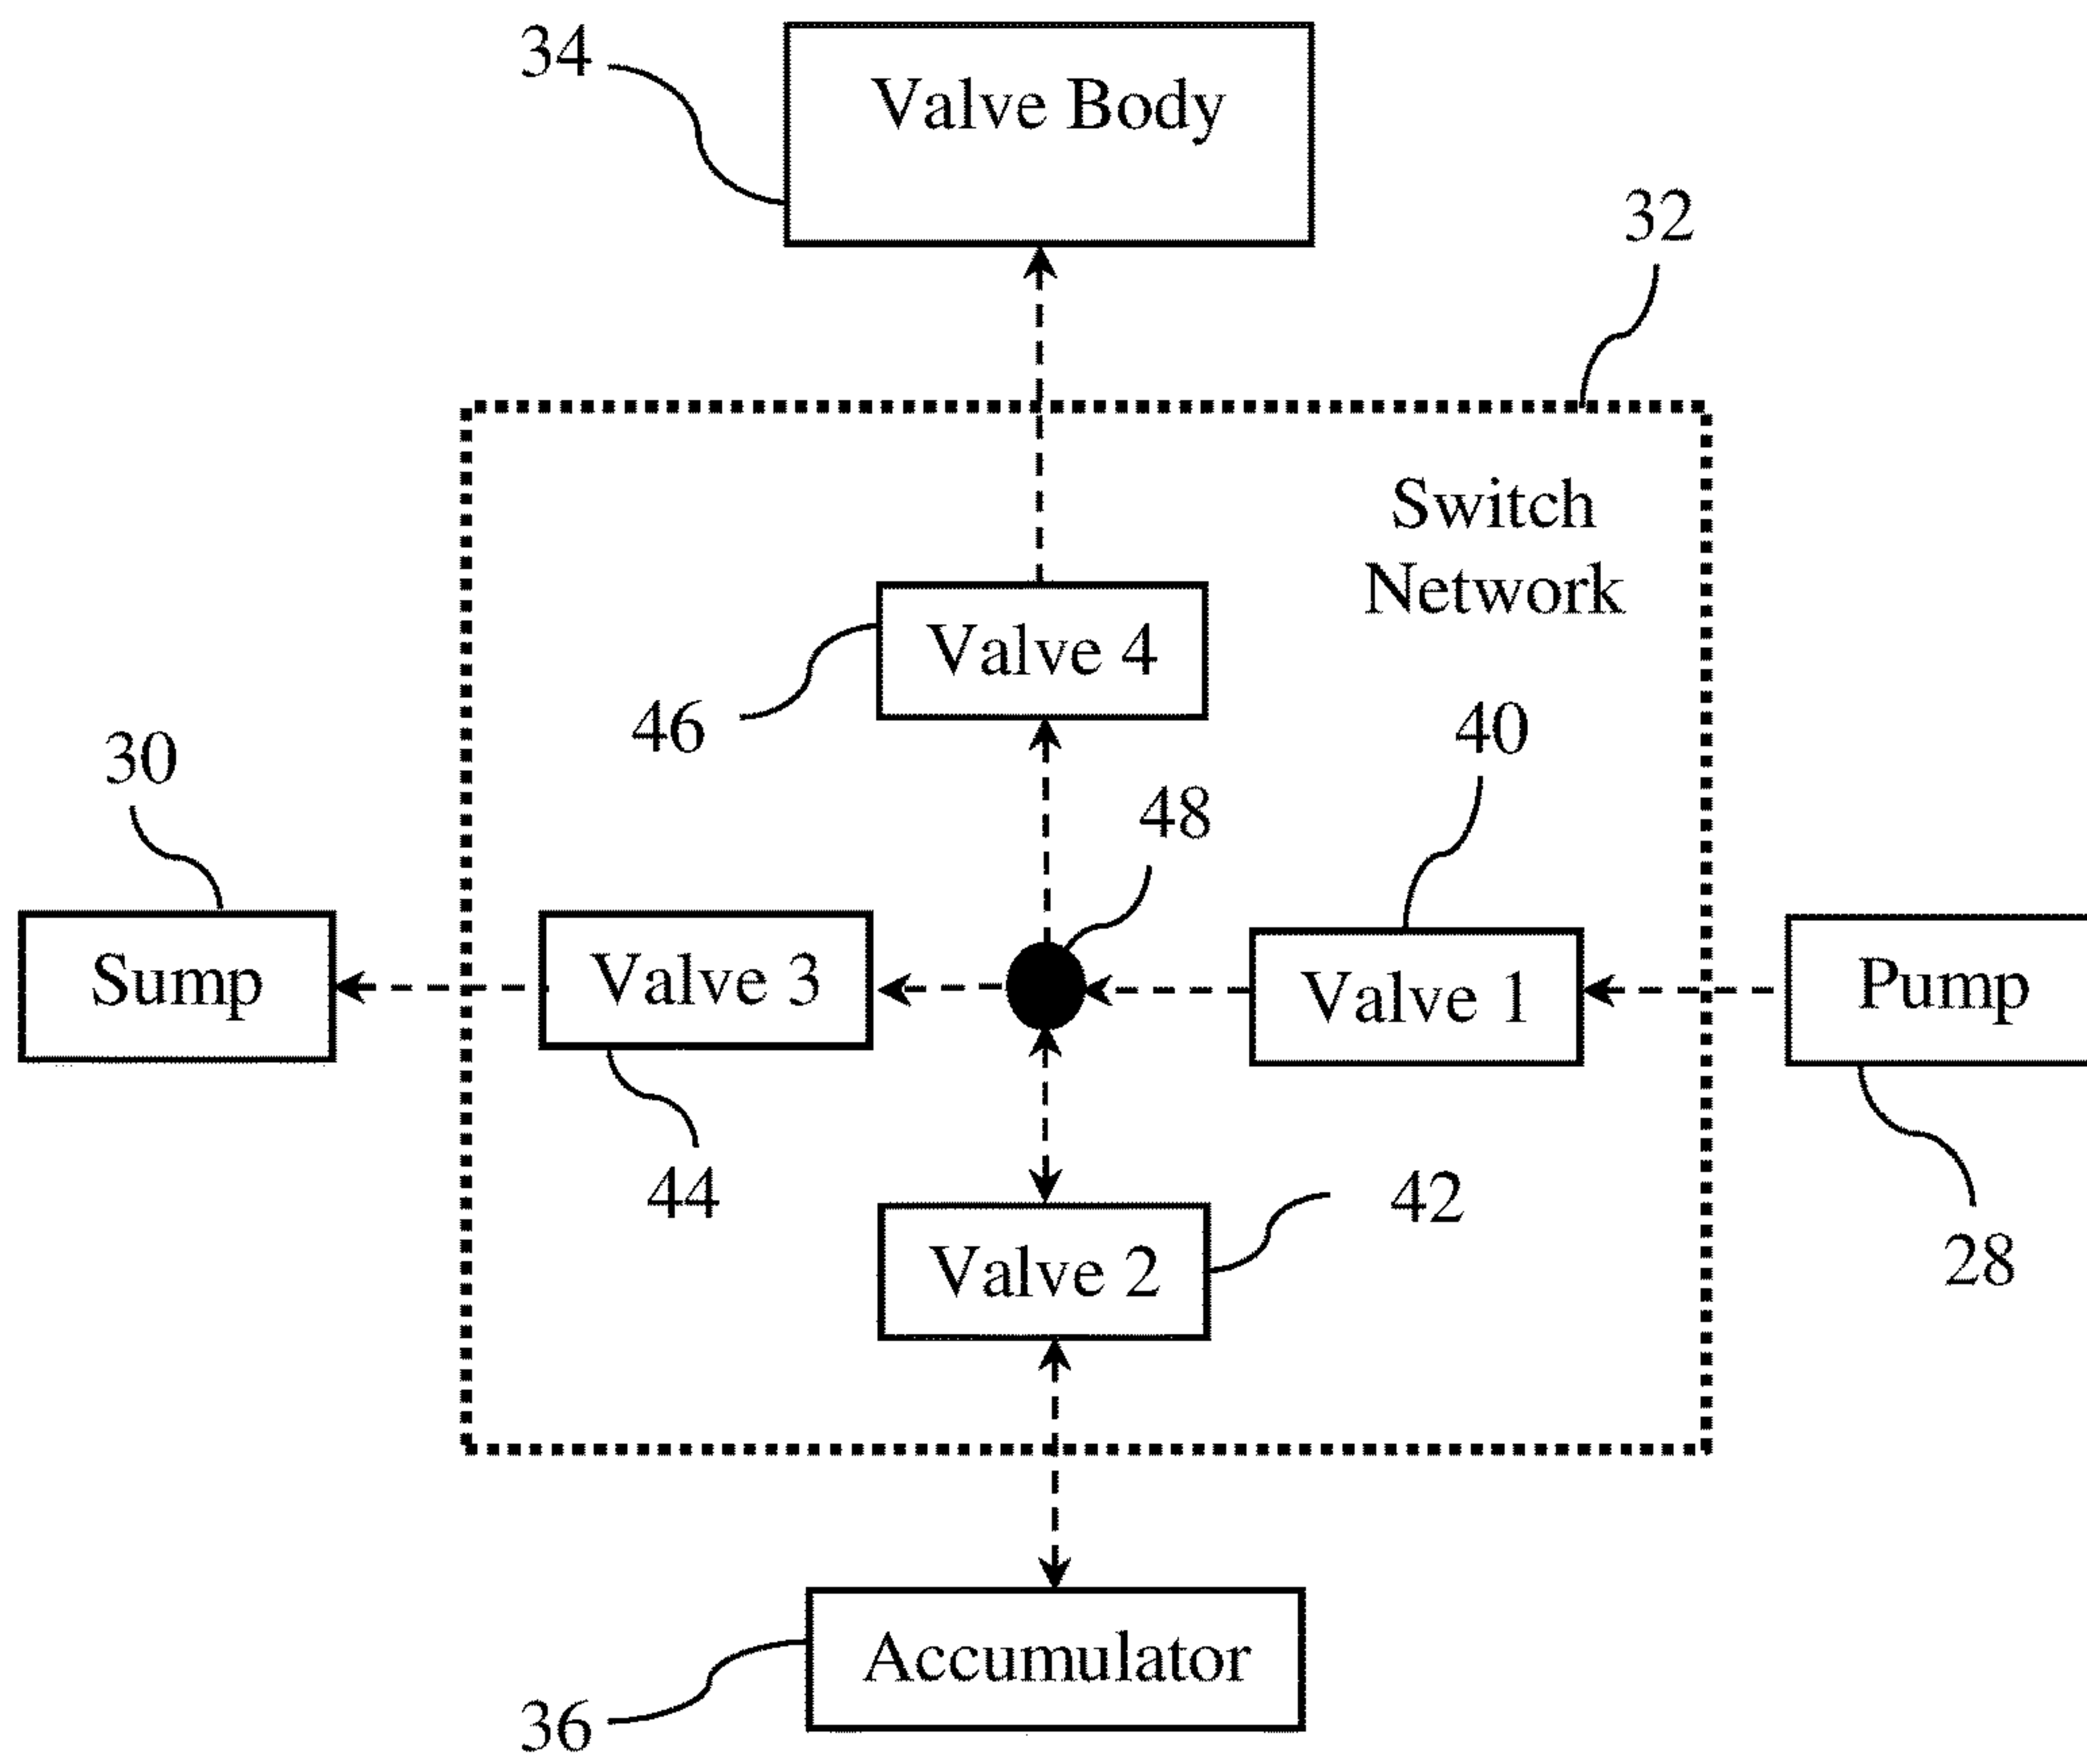 34
Valve Body
32
Switch
Network
Valve 4
46
40
30
48
Sump
Valve 3
Valve 1
Pump
44
42
Valve 2
28
Accumulator
36